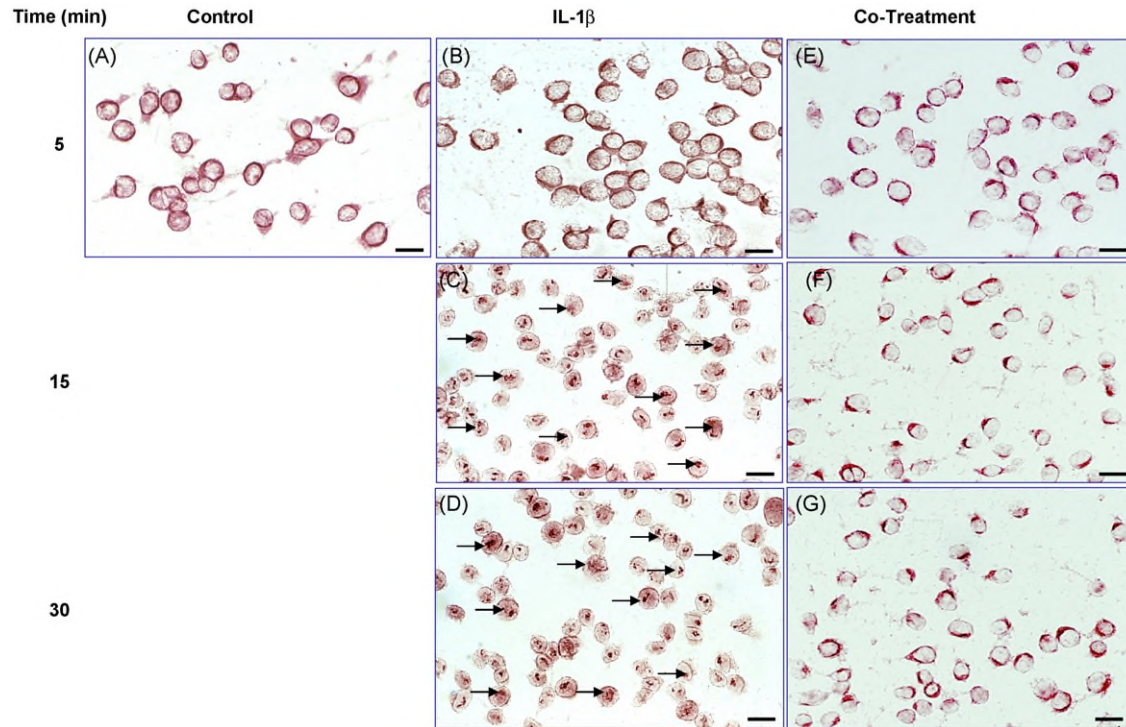 Time (min) Control IL-1β Co-Treatment
(A) (B) (E)
5
(C) (F)
15
(D) (G)
30